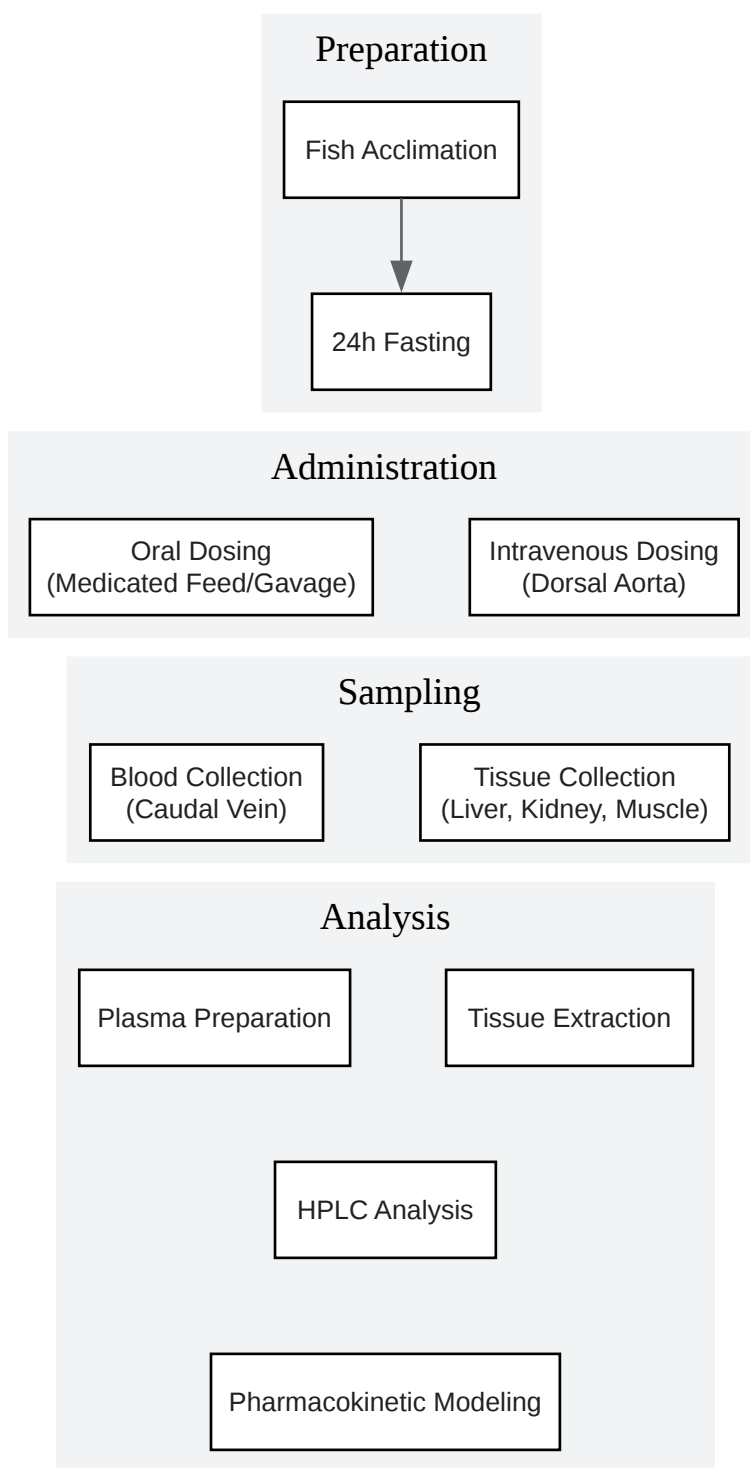 Preparation
Fish Acclimation
24h Fasting
Administration
Oral Dosing
(Medicated Feed/Gavage)
Intravenous Dosing
(Dorsal Aorta)
Sampling
Blood Collection
(Caudal Vein)
Tissue Collection
(Liver, Kidney, Muscle)
Analysis
Plasma Preparation
Tissue Extraction
HPLC Analysis
Pharmacokinetic Modeling